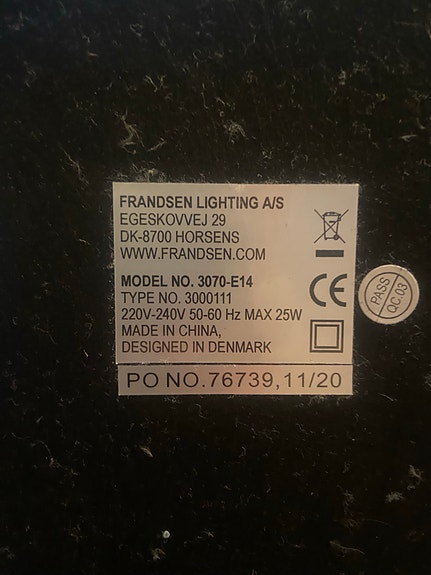 FRANDSEN LIGHTING A/S
EGESKOVVEJ 29
DK-8700 HORSENS
WWW.FRANDSEN.COM
MODEL NO. 3070-E14
TYPE NO. 3000111
220V-240V 50-60 Hz MAX 25W
MADE IN CHINA,
DESIGNED IN DENMARK
CE
PASS
QC.03
PO NO.76739,11/20